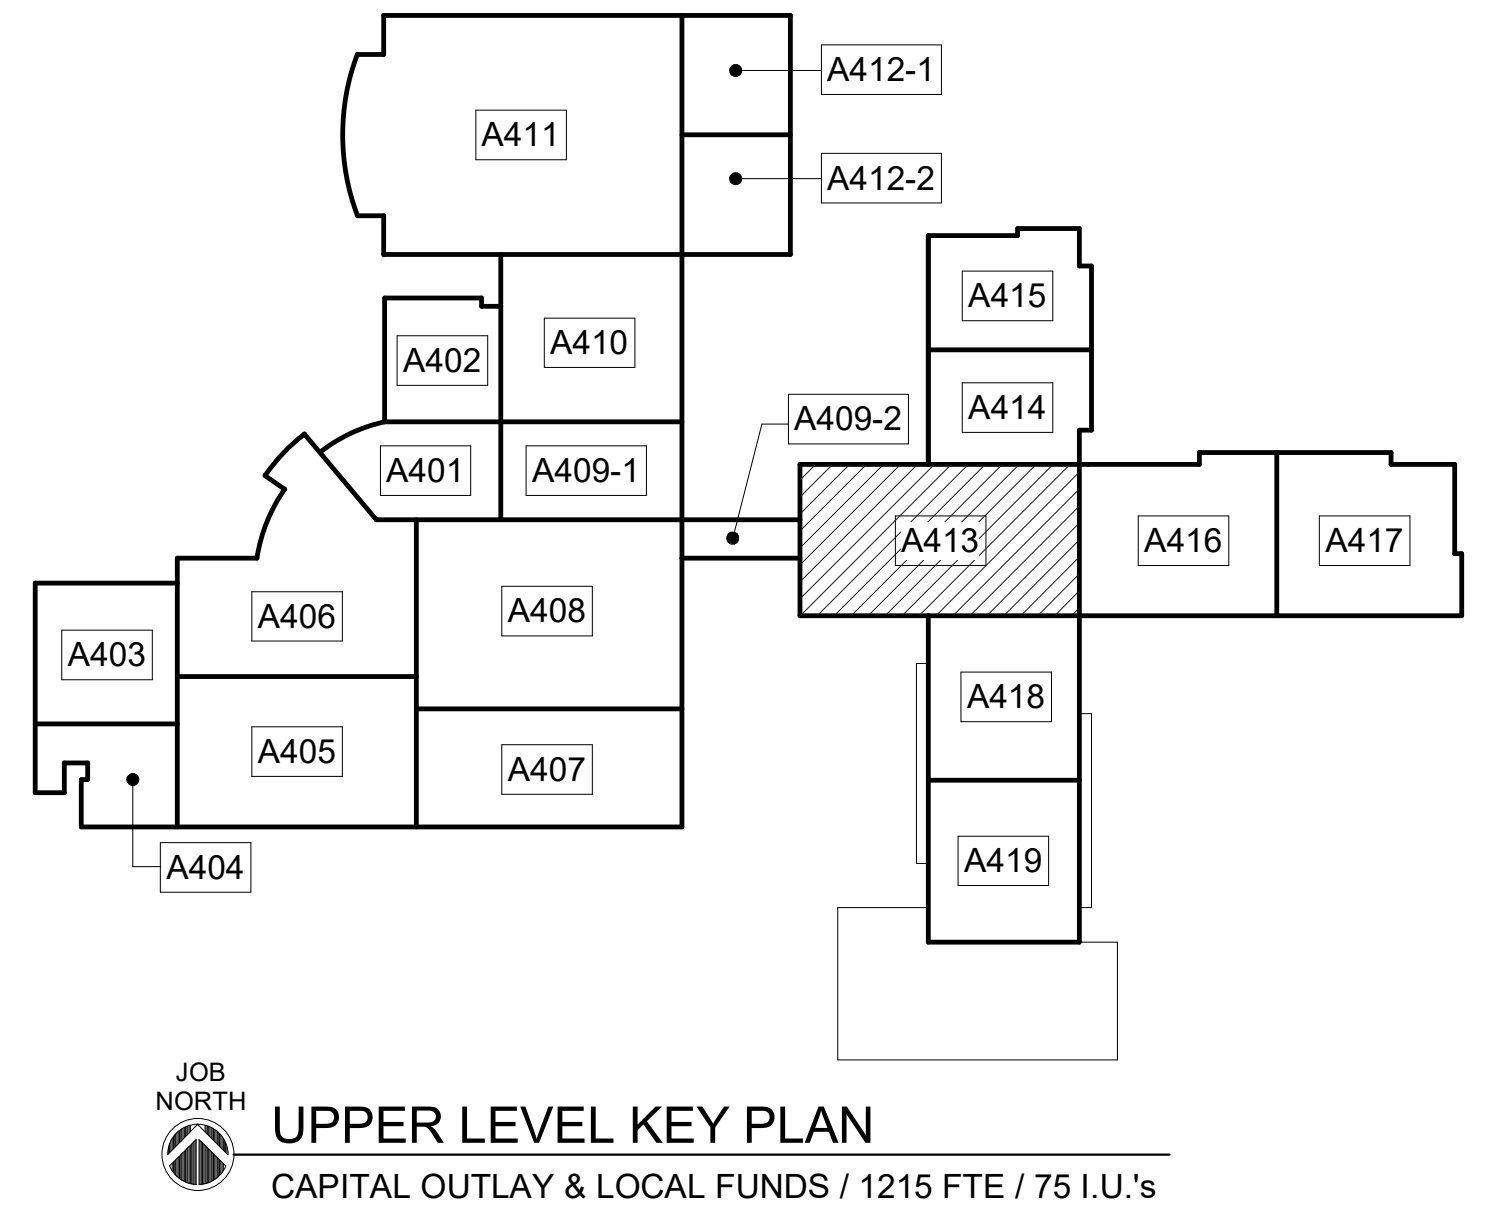 A412-1
A411
A412-2
A415
A410
A402
A414
A409-2
A401
A409-1
A413
A416
A417
A406
A408
A403
A418
A405
A407
A419
A404
JOB
NORTH
UPPER LEVEL KEY PLAN
CAPITAL OUTLAY & LOCAL FUNDS / 1215 FTE / 75 I.U.'s